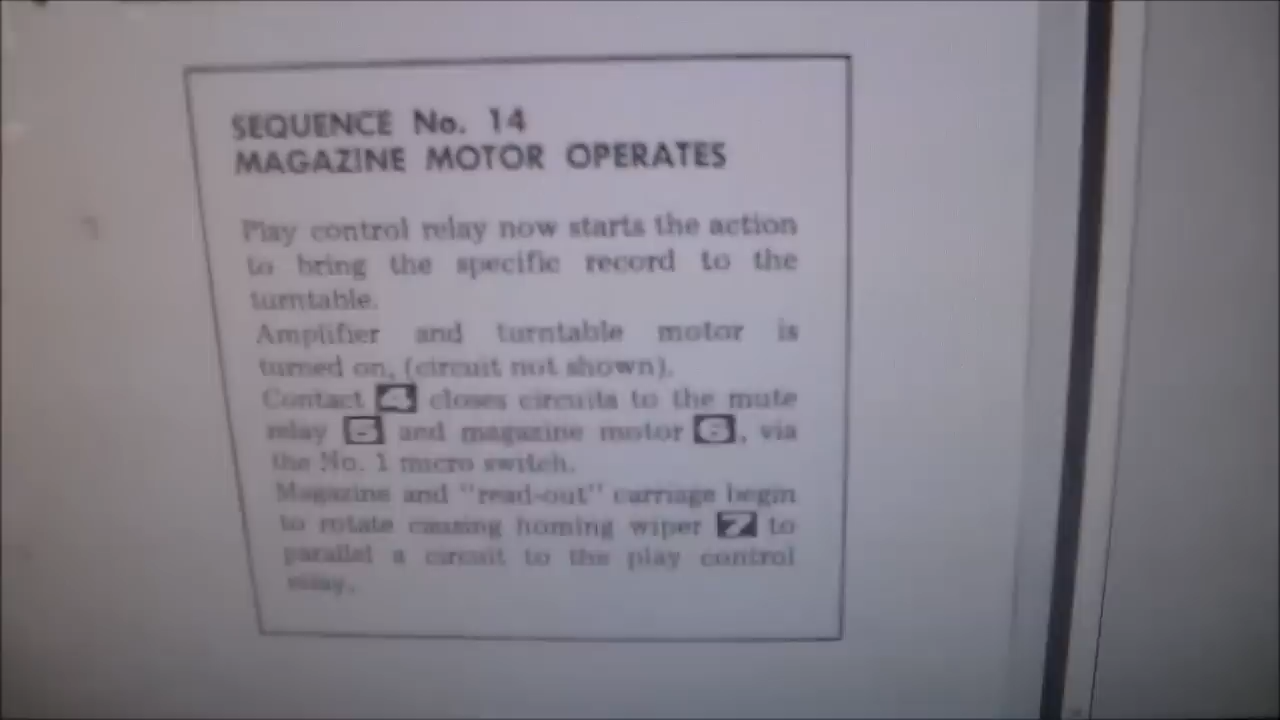 SEQUENCE No. 14
MAGAZINE MOTOR OPERATES
Play control relay now starts the action
to bring the specific record to the
turntable.
Amplifier and turntable motor is
turned on, (circuit not shown).
Contact 4 closes circuits to the mute
relay 5 and magazine motor 6, via
the No. 1 micro switch.
Magazine and "read-out" carriage begin
to rotate causing homing wiper 7 to
parallel a circuit to the play control
relay.